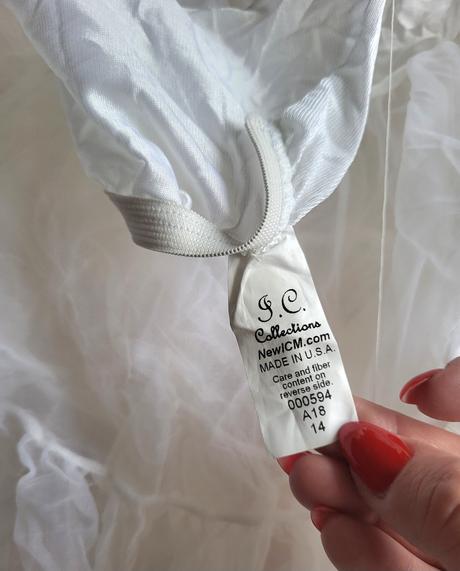 I.C.
Collections
NewICM.com
MADE IN U.S.A.
Care and fiber
content on
reverse side.
000594
A18
14